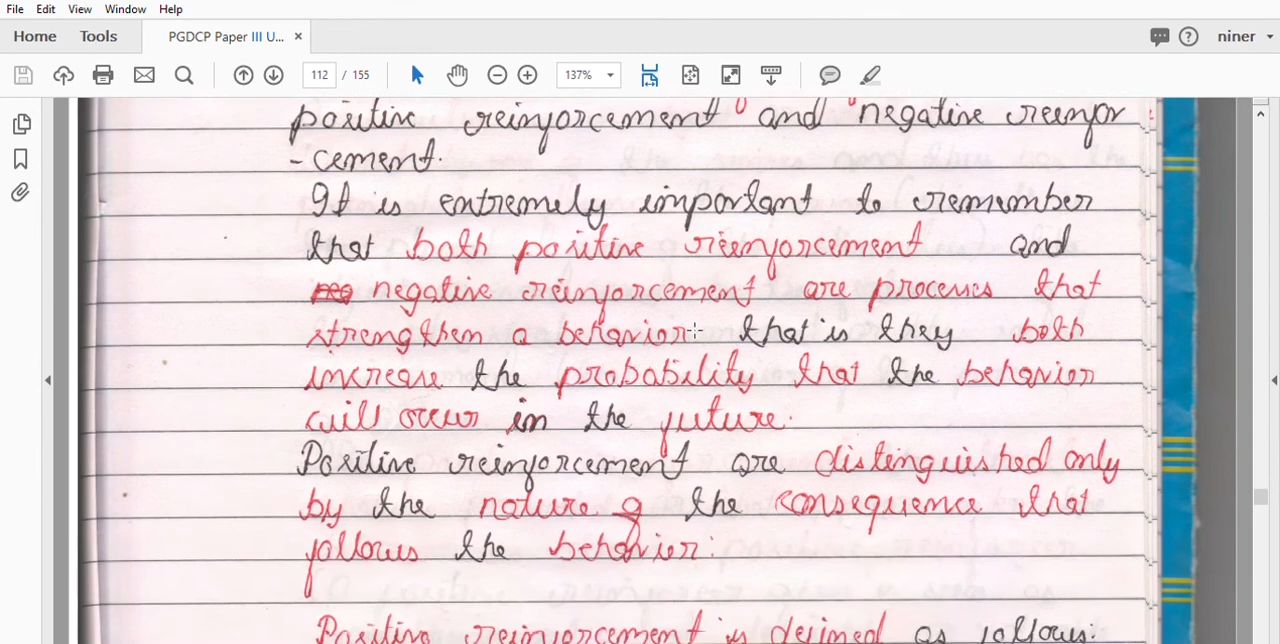 File Edit View Window Help
Home Tools PGDCP Paper III U... × niner
112 / 155 137%
positive reinforcement and negative reinfor
- cement.
It is extremely important to remember
that both positive reinforcement and
negative reinforcement are processes that
strengthem a behavior- that is they both
increase the probability that the behavior
will occur in the future.
Positive reinforcement are distinguished only
by the nature of the consequence that
follows the behavior:
Positive reinforcement is defined as follows: